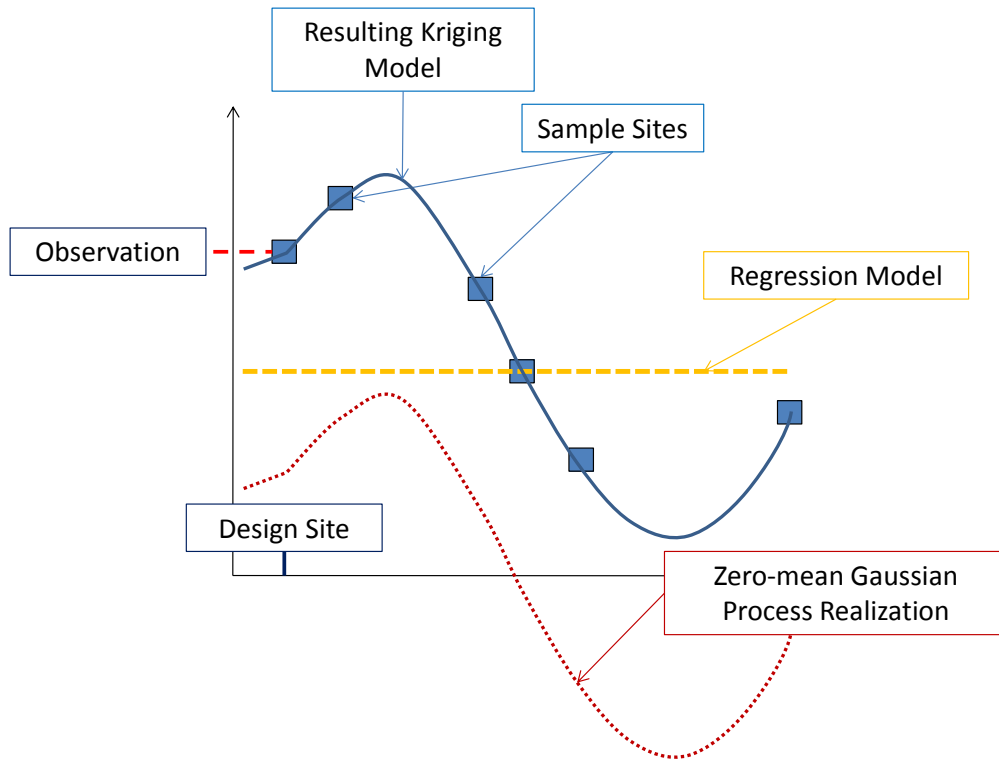 Resulting Kriging
Model
Sample Sites
Observation
Regression Model
Design Site
Zero-mean Gaussian
Process Realization